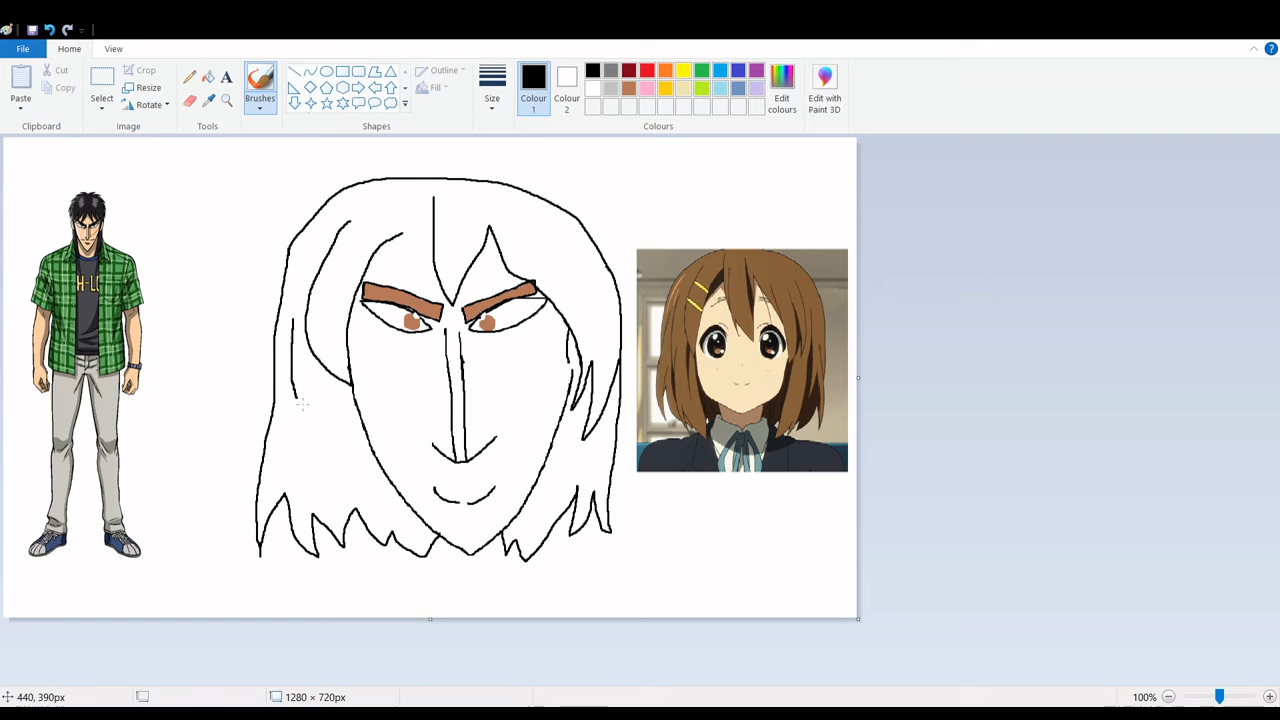 File Home View
Cut
Copy
Paste
Clipboard
Select
Crop
Resize
Rotate
Image
Tools
Brushes
Outline
Fill
Shapes
Size
Colour
1
Colour
2
Edit
colours
Edit with
Paint 3D
Colours
440, 390px
1280 × 720px
100%